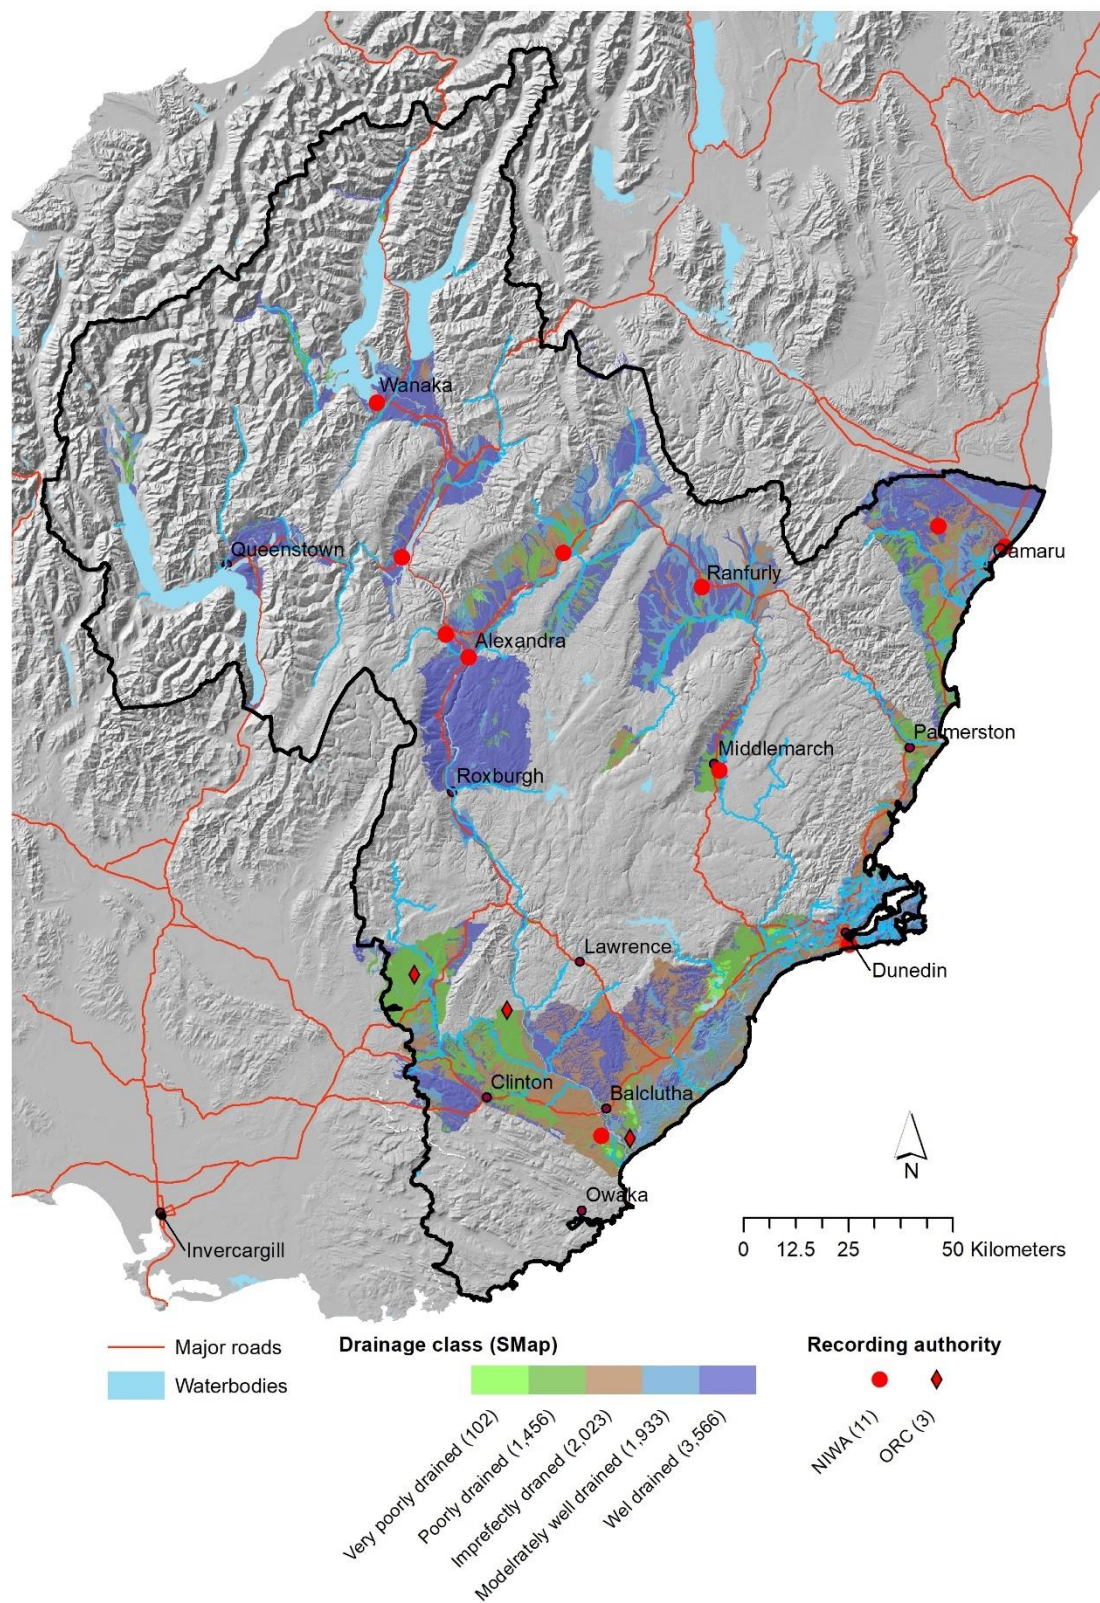 Wanaka
Queenstown
Camaru
Ranfurly
Alexandra
Palmerston
Middlemarch
Roxburgh
Lawrence
Dunedin
Clinton
Balclutha
N
Owaka
Invercargill
0 12.5 25 50 Kilometers
Major roads
Waterbodies
Drainage class (SMap)
Very poorly drained (102)
Poorly drained (1,456)
Imprefectly draned (2,023)
Modelrately well drained (1,933)
Wel drained (3,566)
Recording authority
NIWA (11)
ORC (3)